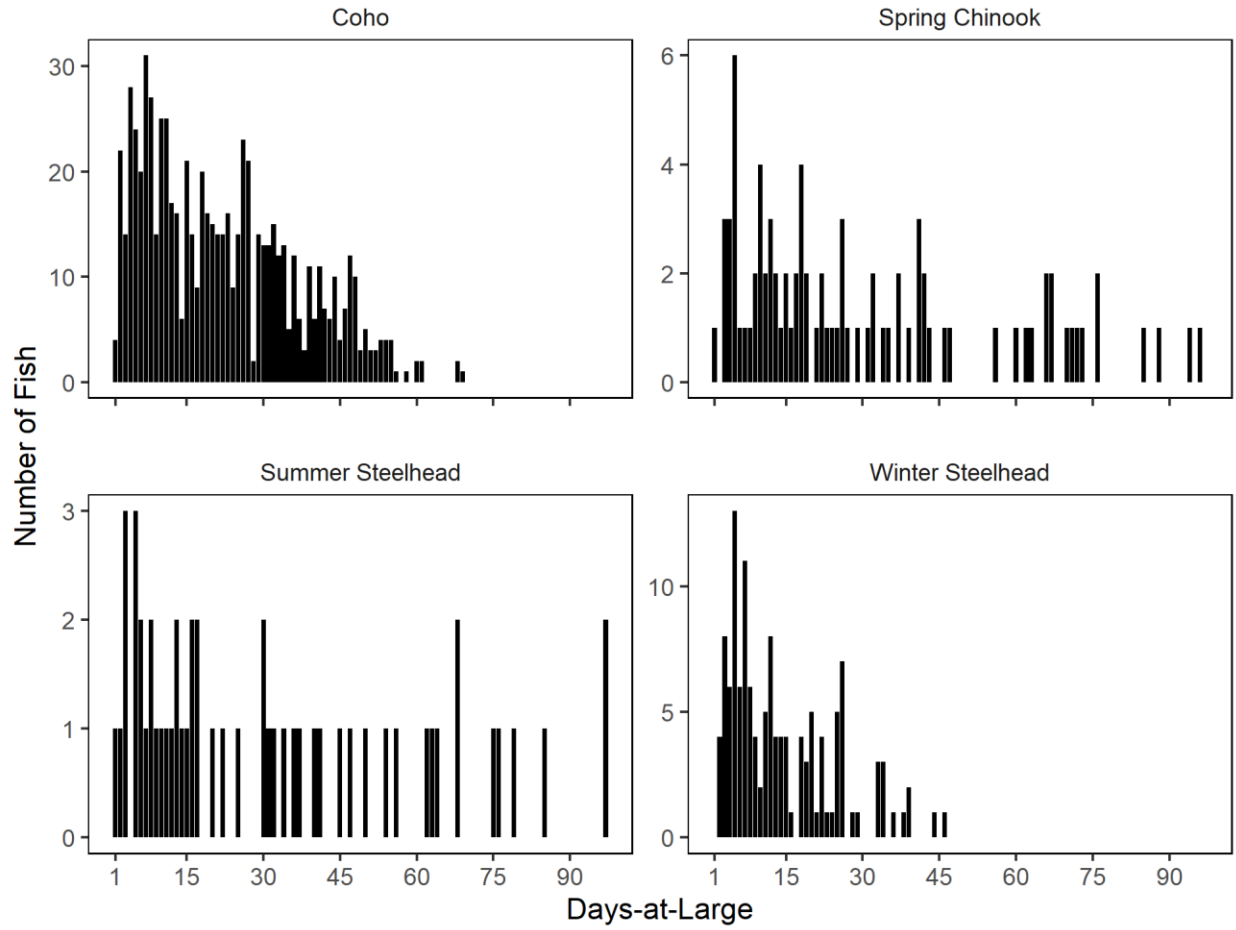 Coho
Spring Chinook
30
20
10
0
6
4
2
0
Number of Fish
Summer Steelhead
Winter Steelhead
3
2
1
0
10
5
0
1 15 30 45 60 75 90
1 15 30 45 60 75 90
Days-at-Large